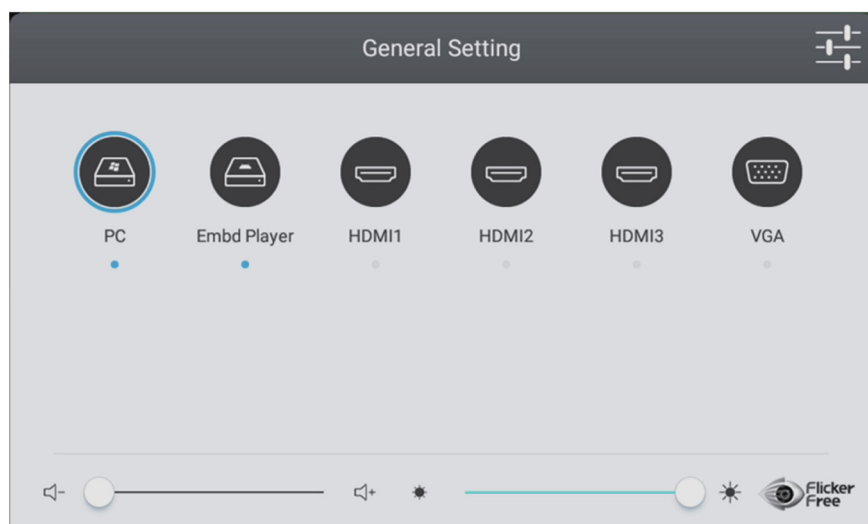 General Setting
PC
Embd Player
HDMI1
HDMI2
HDMI3
VGA
Flicker
Free